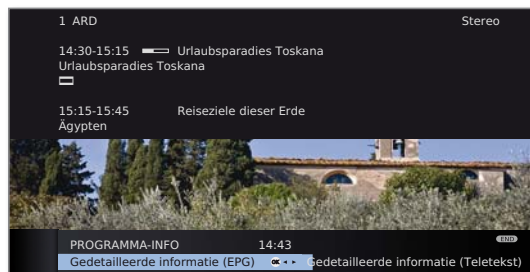 1 ARD Stereo
14:30-15:15 Urlaubsparadies Toskana
Urlaubsparadies Toskana
15:15-15:45 Reiseziele dieser Erde
Ägypten
PROGRAMMA-INFO 14:43 END
Gedetailleerde informatie (EPG) OK Gedetailleerde informatie (Teletekst)